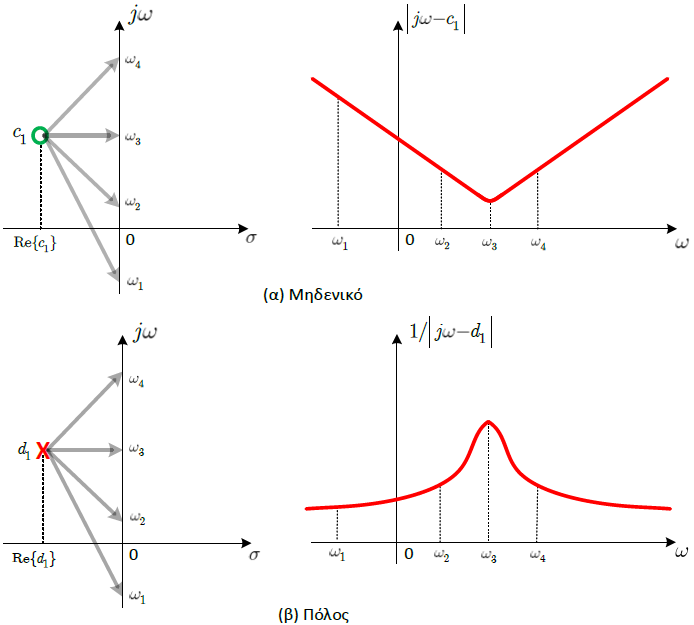 jω
|jω−c₁|
ω₄
c₁
ω₃
ω₂
Re{c₁}
0
σ
ω₁
0
ω₂
ω₃
ω₄
ω
ω₁
(α) Μηδενικό
jω
1/|jω−d₁|
ω₄
d₁
X
ω₃
ω₂
Re{d₁}
0
σ
ω₁
0
ω₂
ω₃
ω₄
ω
ω₁
(β) Πόλος